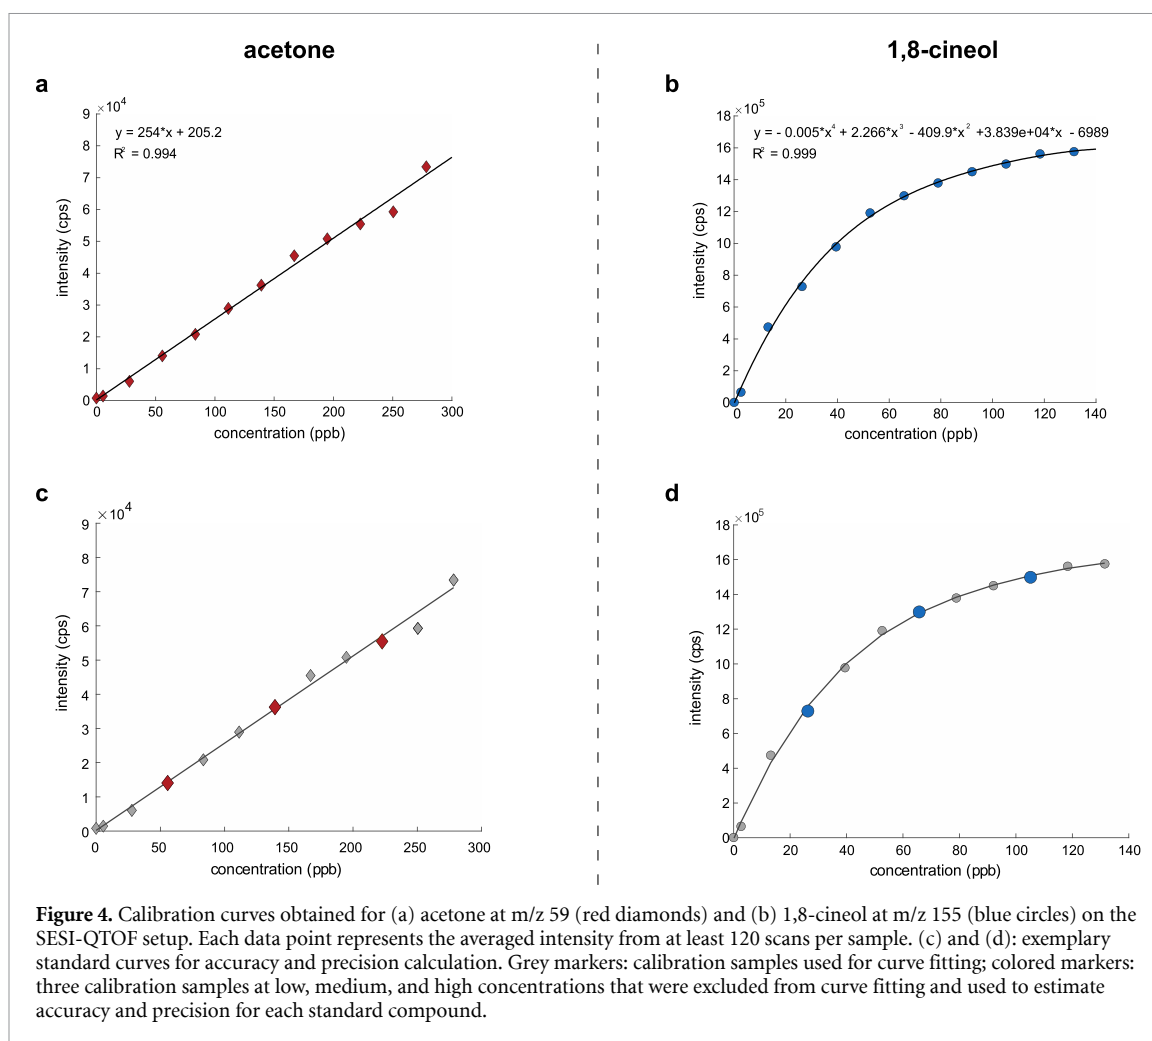 acetone
1,8-cineol
a
×10^4
y = 254*x + 205.2
R² = 0.994
9
8
7
6
5
4
3
2
1
0
intensity (cps)
0 50 100 150 200 250 300
concentration (ppb)
b
×10^5
y = - 0.005*x^4 + 2.266*x^3 - 409.9*x^2 +3.839e+04*x - 6989
R² = 0.999
18
16
14
12
10
8
6
4
2
0
intensity (cps)
0 20 40 60 80 100 120 140
concentration (ppb)
c
×10^4
9
8
7
6
5
4
3
2
1
0
intensity (cps)
0 50 100 150 200 250 300
concentration (ppb)
d
×10^5
18
16
14
12
10
8
6
4
2
0
intensity (cps)
0 20 40 60 80 100 120 140
concentration (ppb)
Figure 4. Calibration curves obtained for (a) acetone at m/z 59 (red diamonds) and (b) 1,8-cineol at m/z 155 (blue circles) on the
SESI-QTOF setup. Each data point represents the averaged intensity from at least 120 scans per sample. (c) and (d): exemplary
standard curves for accuracy and precision calculation. Grey markers: calibration samples used for curve fitting; colored markers:
three calibration samples at low, medium, and high concentrations that were excluded from curve fitting and used to estimate
accuracy and precision for each standard compound.